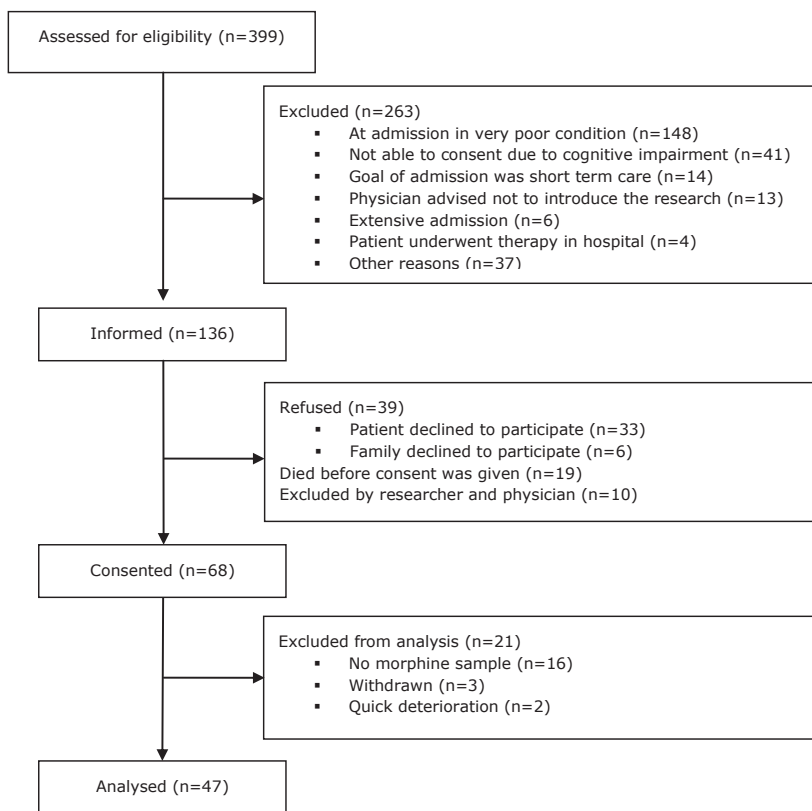 Assessed for eligibility (n=399)
Excluded (n=263)
▪ At admission in very poor condition (n=148)
▪ Not able to consent due to cognitive impairment (n=41)
▪ Goal of admission was short term care (n=14)
▪ Physician advised not to introduce the research (n=13)
▪ Extensive admission (n=6)
▪ Patient underwent therapy in hospital (n=4)
▪ Other reasons (n=37)
Informed (n=136)
Refused (n=39)
▪ Patient declined to participate (n=33)
▪ Family declined to participate (n=6)
Died before consent was given (n=19)
Excluded by researcher and physician (n=10)
Consented (n=68)
Excluded from analysis (n=21)
▪ No morphine sample (n=16)
▪ Withdrawn (n=3)
▪ Quick deterioration (n=2)
Analysed (n=47)